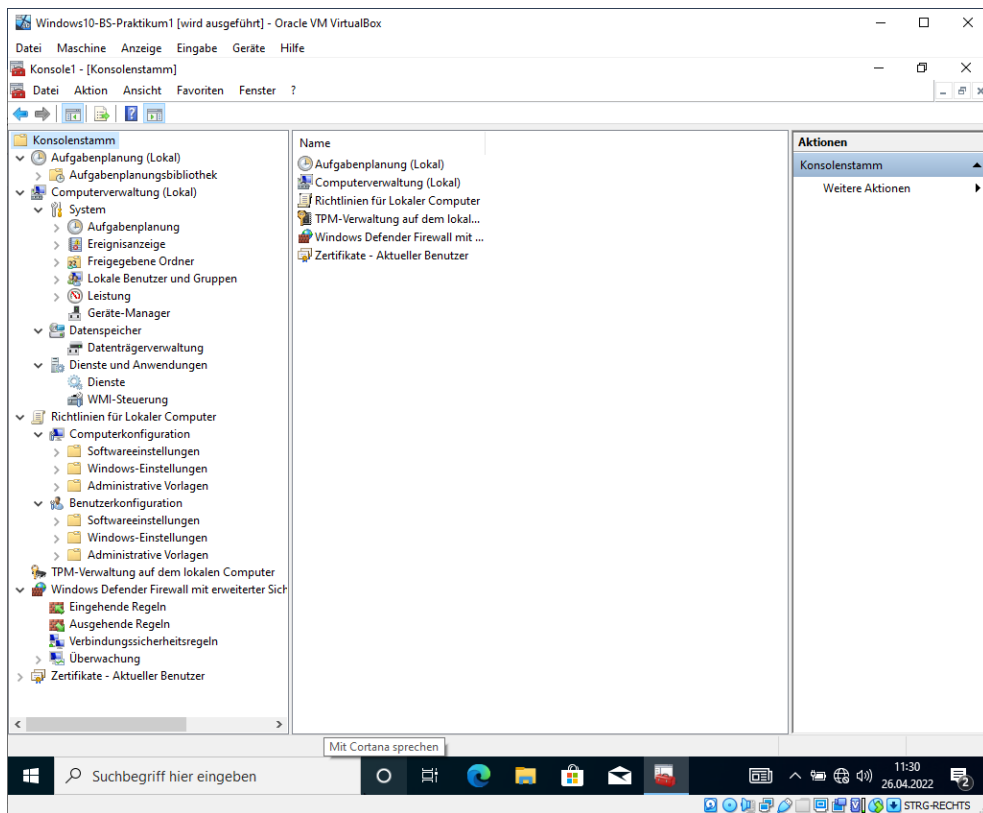 Windows10-BS-Praktikum1 [wird ausgeführt] - Oracle VM VirtualBox
Datei Maschine Anzeige Eingabe Geräte Hilfe
Konsole1 - [Konsolenstamm]
Datei Aktion Ansicht Favoriten Fenster ?
Konsolenstamm
Aufgabenplanung (Lokal)
Aufgabenplanungsbibliothek
Computerverwaltung (Lokal)
System
Aufgabenplanung
Ereignisanzeige
Freigegebene Ordner
Lokale Benutzer und Gruppen
Leistung
Geräte-Manager
Datenspeicher
Datenträgerverwaltung
Dienste und Anwendungen
Dienste
WMI-Steuerung
Richtlinien für Lokaler Computer
Computerkonfiguration
Softwareeinstellungen
Windows-Einstellungen
Administrative Vorlagen
Benutzerkonfiguration
Softwareeinstellungen
Windows-Einstellungen
Administrative Vorlagen
TPM-Verwaltung auf dem lokalen Computer
Windows Defender Firewall mit erweiterter Sich
Eingehende Regeln
Ausgehende Regeln
Verbindungssicherheitsregeln
Überwachung
Zertifikate - Aktueller Benutzer
Name
Aufgabenplanung (Lokal)
Computerverwaltung (Lokal)
Richtlinien für Lokaler Computer
TPM-Verwaltung auf dem lokal...
Windows Defender Firewall mit ...
Zertifikate - Aktueller Benutzer
Aktionen
Konsolenstamm
Weitere Aktionen
Mit Cortana sprechen
Suchbegriff hier eingeben
11:30
26.04.2022
2
STRG-RECHTS